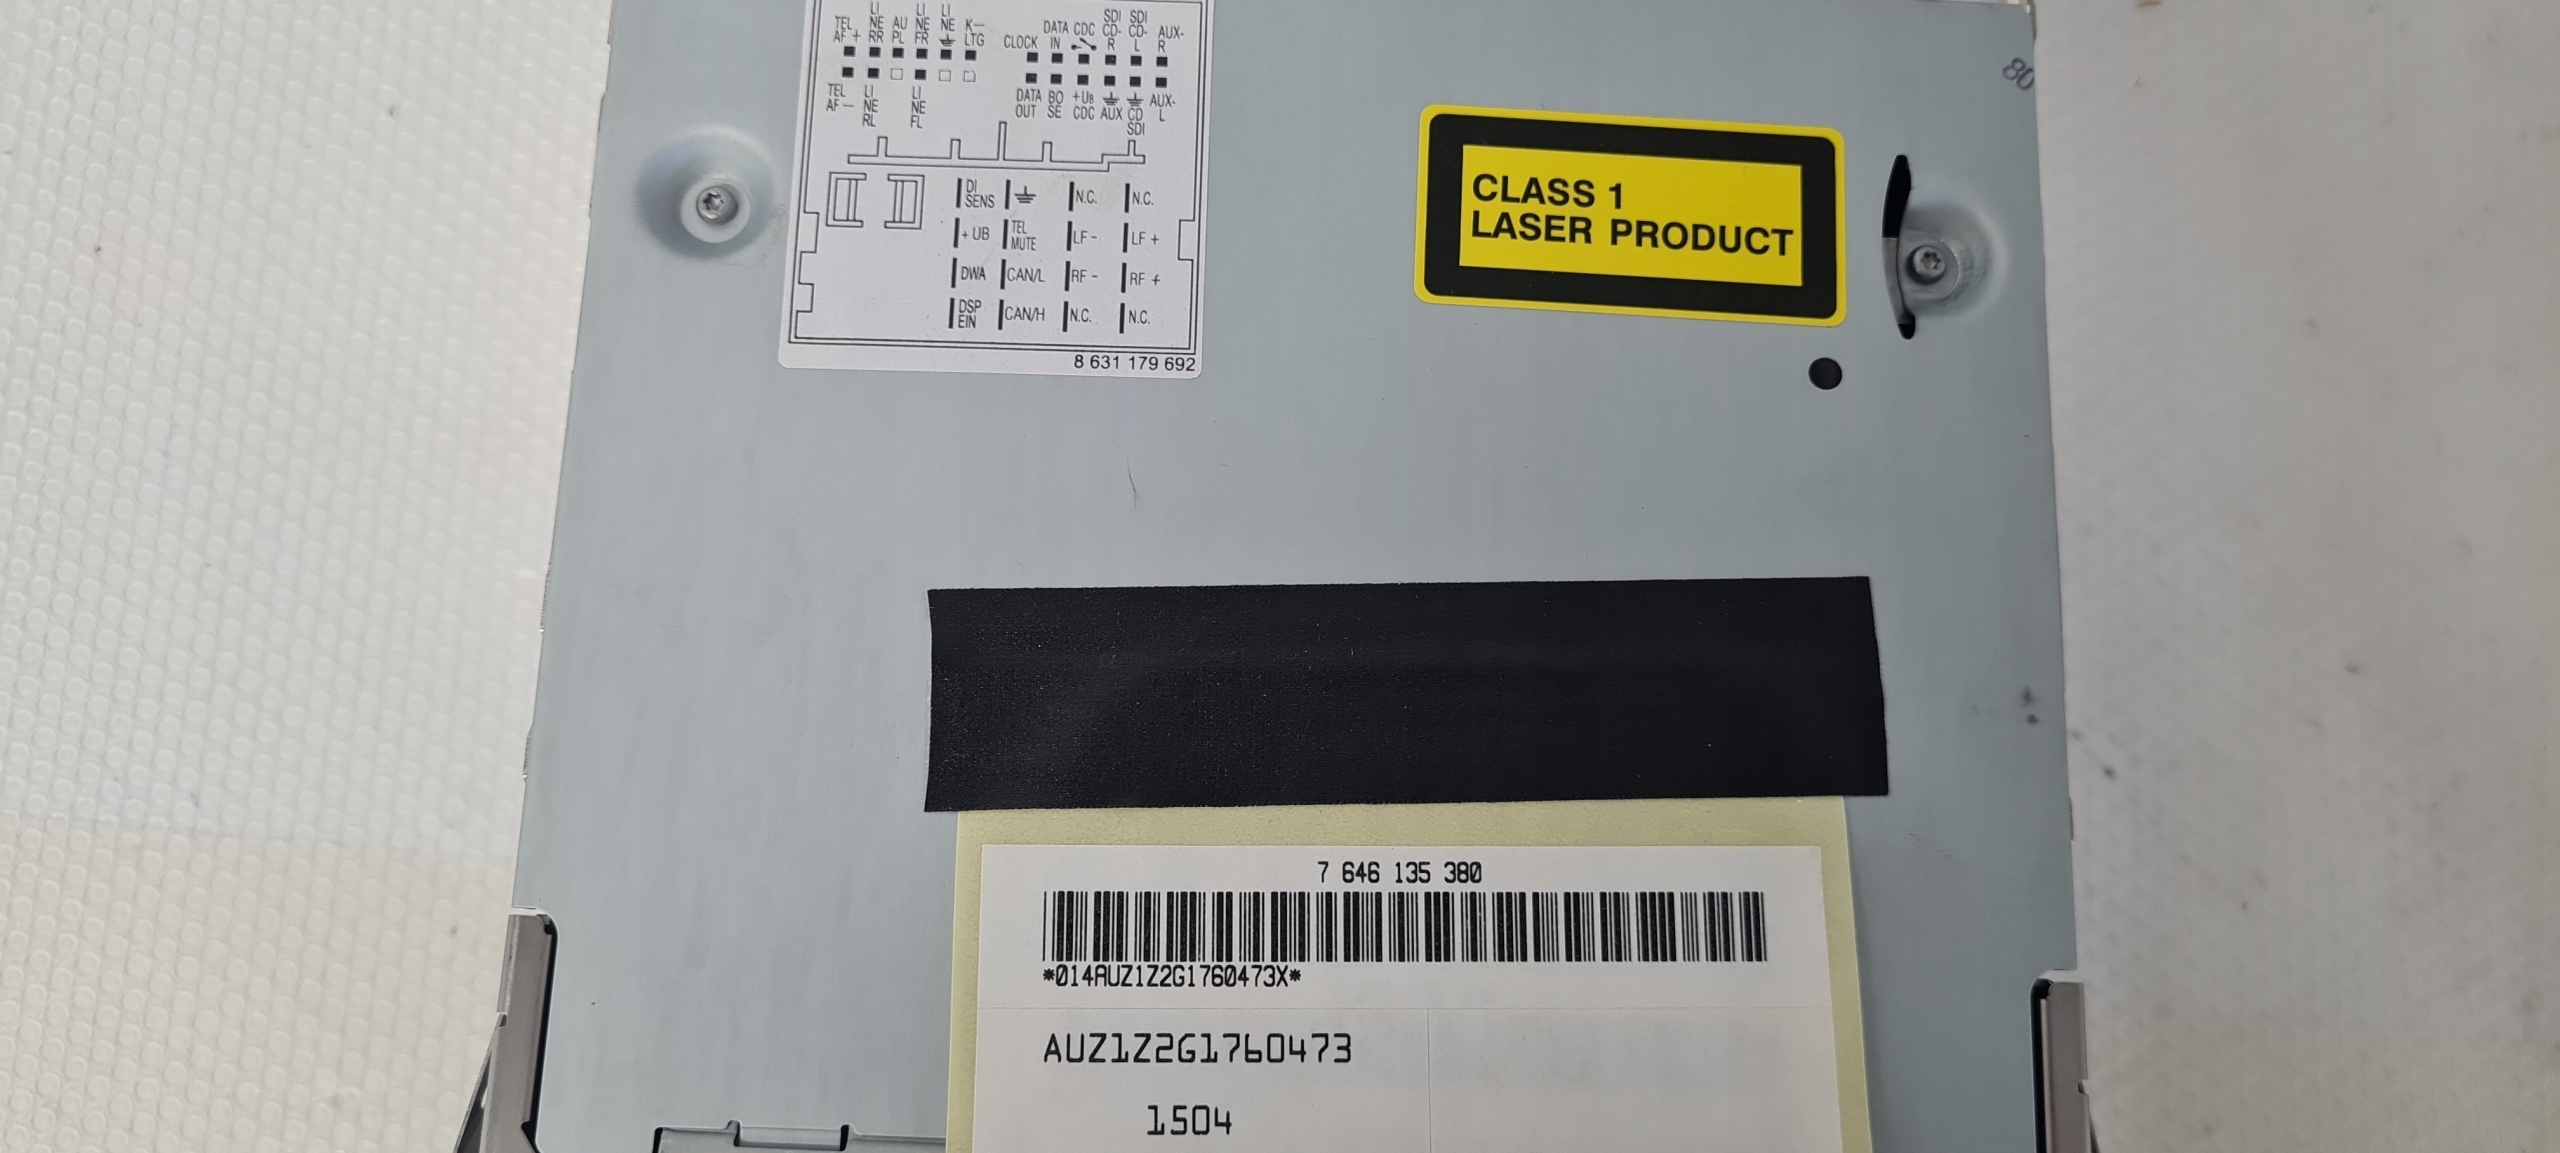 TEL AF +
LI NE RR
AU PL
LI NE FR
LI NE
K– LTG
CLOCK
DATA IN
CDC
SDI CD- R
SDI CD- L
AUX- R
TEL AF –
LI NE RL
LI NE FL
DATA OUT
BO SE
+UB CDC
AUX
CD SDI
AUX- L
DI SENS
N.C.
N.C.
+ UB
TEL MUTE
LF -
LF +
DWA
CAN/L
RF -
RF +
DSP EIN
CAN/H
N.C.
N.C.
8 631 179 692
80
CLASS 1
LASER PRODUCT
7 646 135 380
*014AUZ1Z2G1760473X*
AUZ1Z2G1760473
1504